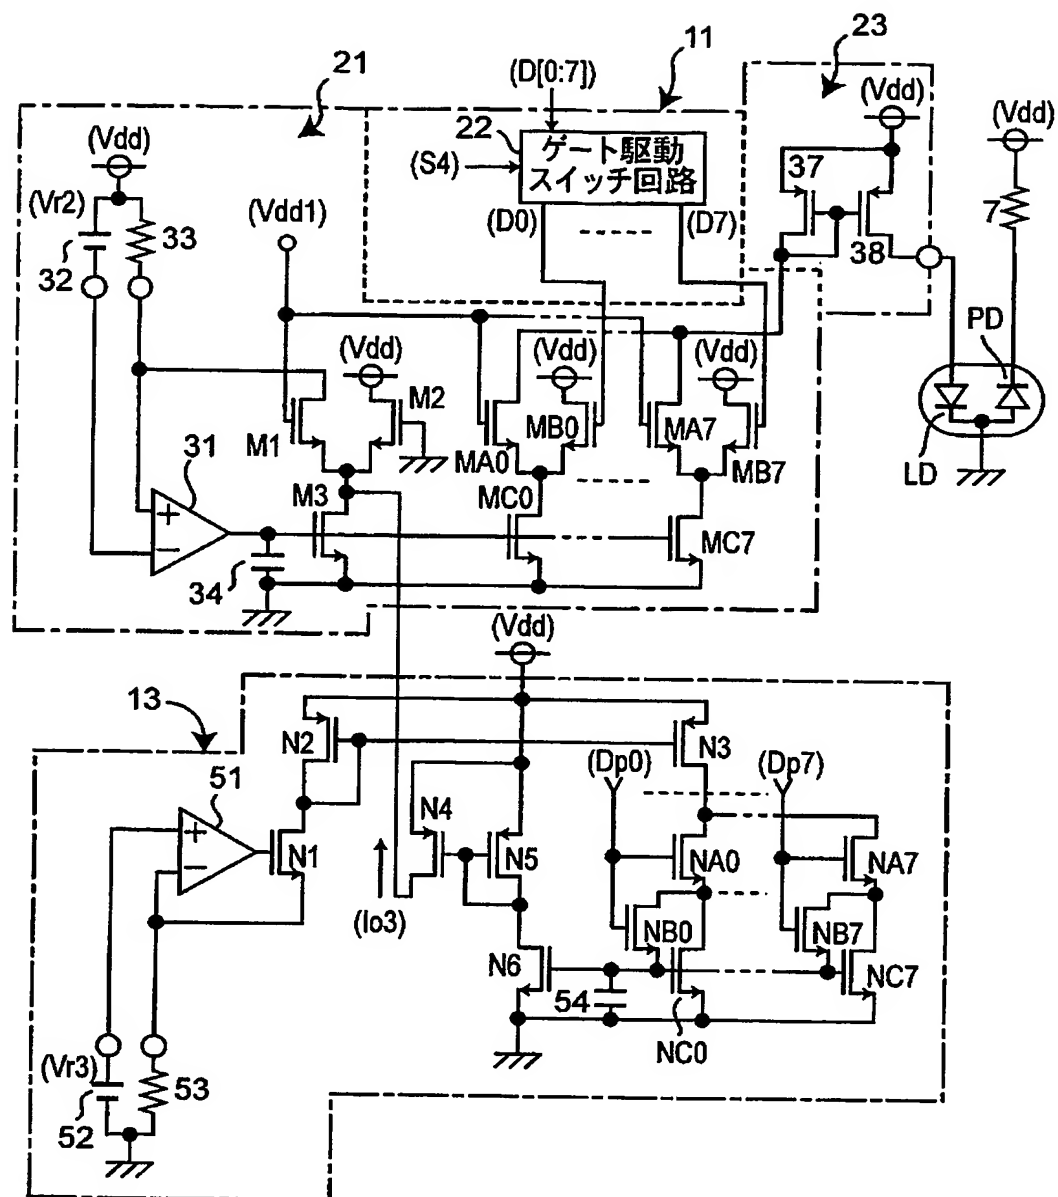 11
23
21
(D[0:7])
(Vdd)
(Vdd)
(Vdd)
22
ゲート駆動
スイッチ回路
(S4)
37
(Vr2)
(Vdd1)
(D0)
(D7)
7
33
32
38
PD
(Vdd)
(Vdd)
(Vdd)
M2
M1
MB0
MA7
MA0
MB7
LD
31
M3
MC0
MC7
34
(Vdd)
13
N2
N3
(Dp0)
(Dp7)
51
N4
N1
N5
NA0
NA7
(Io3)
NB0
NB7
N6
NC7
54
NC0
(Vr3)
53
52